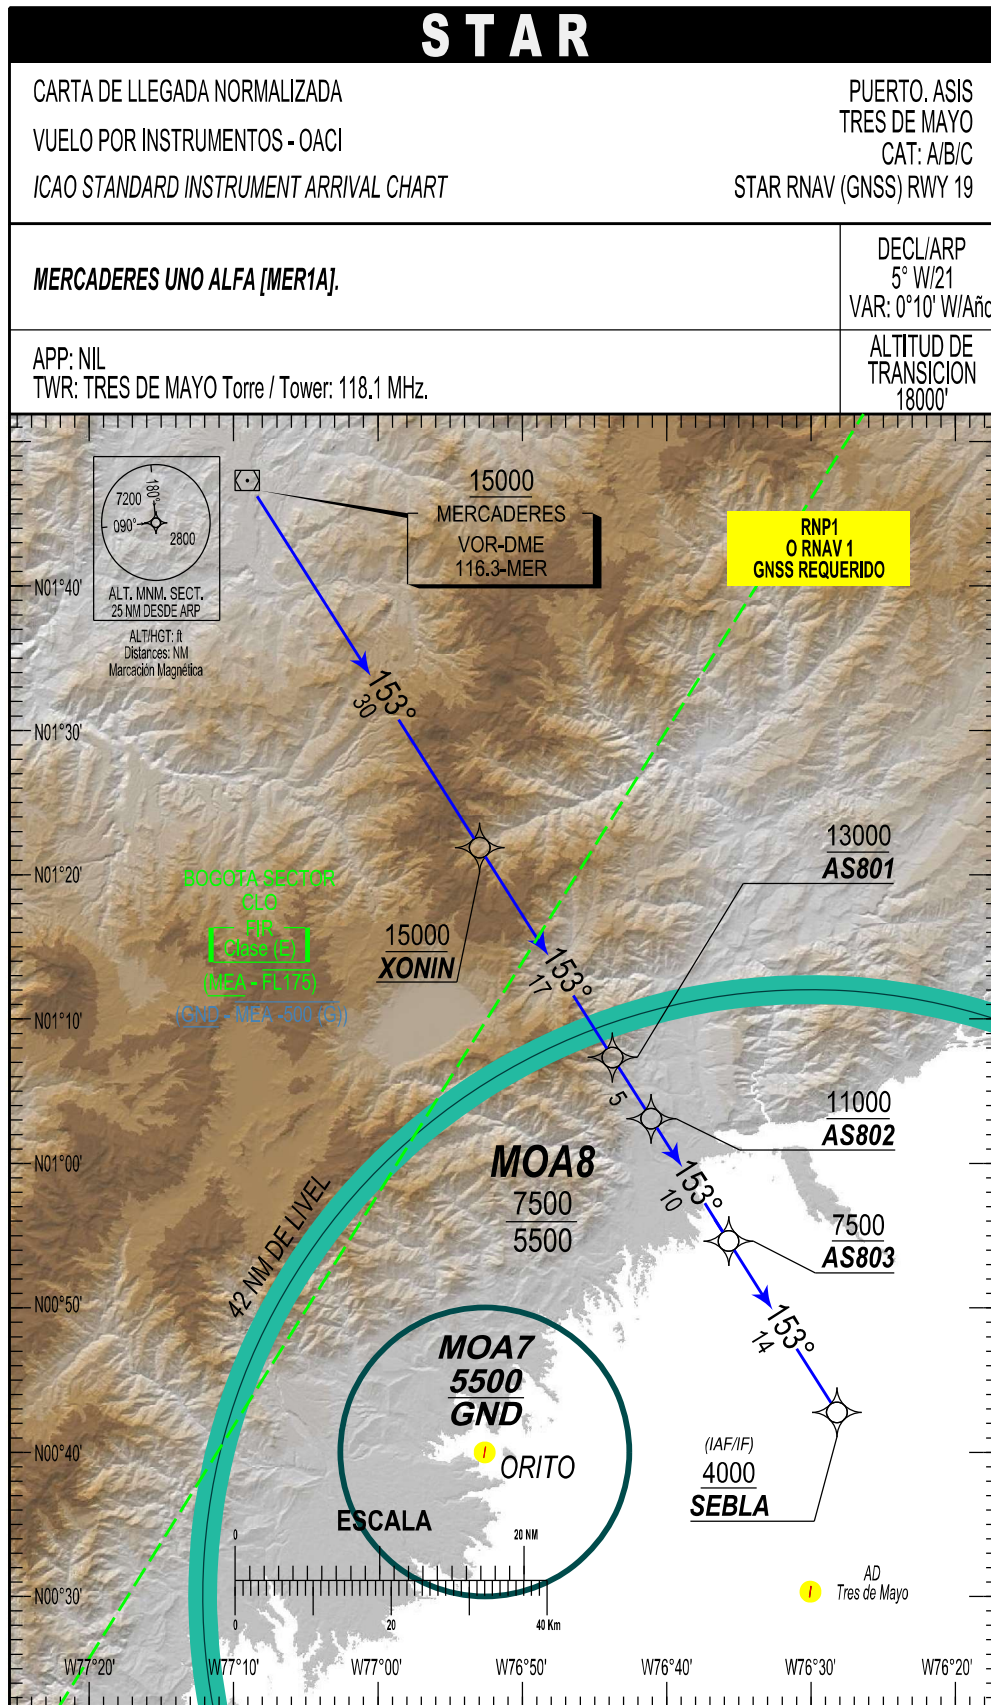 STAR
CARTA DE LLEGADA NORMALIZADA
VUELO POR INSTRUMENTOS - OACI
ICAO STANDARD INSTRUMENT ARRIVAL CHART
PUERTO. ASIS
TRES DE MAYO
CAT: A/B/C
STAR RNAV (GNSS) RWY 19
MERCADERES UNO ALFA [MER1A].
DECL/ARP
5° W/21
VAR: 0°10' W/Año
APP: NIL
TWR: TRES DE MAYO Torre / Tower: 118.1 MHz.
ALTITUD DE
TRANSICION
18000'
7200
180°
090°
2800
ALT. MNM. SECT.
25 NM DESDE ARP
ALT/HGT: ft
Distances: NM
Marcación Magnética
15000
MERCADERES
VOR-DME
116.3-MER
RNP1
O RNAV 1
GNSS REQUERIDO
N01°40'
153°
30
N01°30'
13000
AS801
N01°20'
BOGOTA SECTOR
CLO
FIR
Clase (E)
(MEA - FL175)
(GND - MEA -500 (G))
15000
XONIN
153°
17
N01°10'
5
11000
AS802
N01°00'
MOA8
7500
5500
153°
10
7500
AS803
42 NM DE LIVEL
N00°50'
153°
14
MOA7
5500
GND
N00°40'
ORITO
(IAF/IF)
4000
SEBLA
ESCALA
0
20 NM
N00°30'
0
20
40 Km
AD
Tres de Mayo
W77°20'
W77°10'
W77°00'
W76°50'
W76°40'
W76°30'
W76°20'